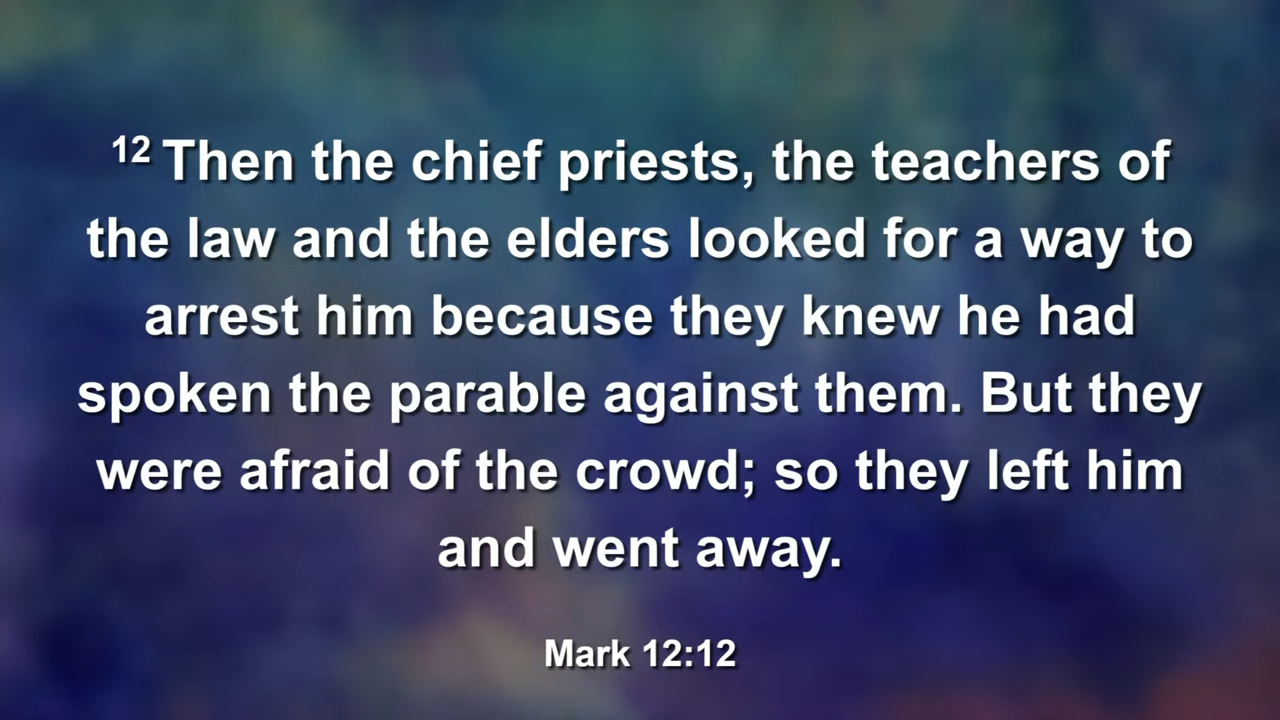 12 Then the chief priests, the teachers of
the law and the elders looked for a way to
arrest him because they knew he had
spoken the parable against them. But they
were afraid of the crowd; so they left him
and went away.
Mark 12:12